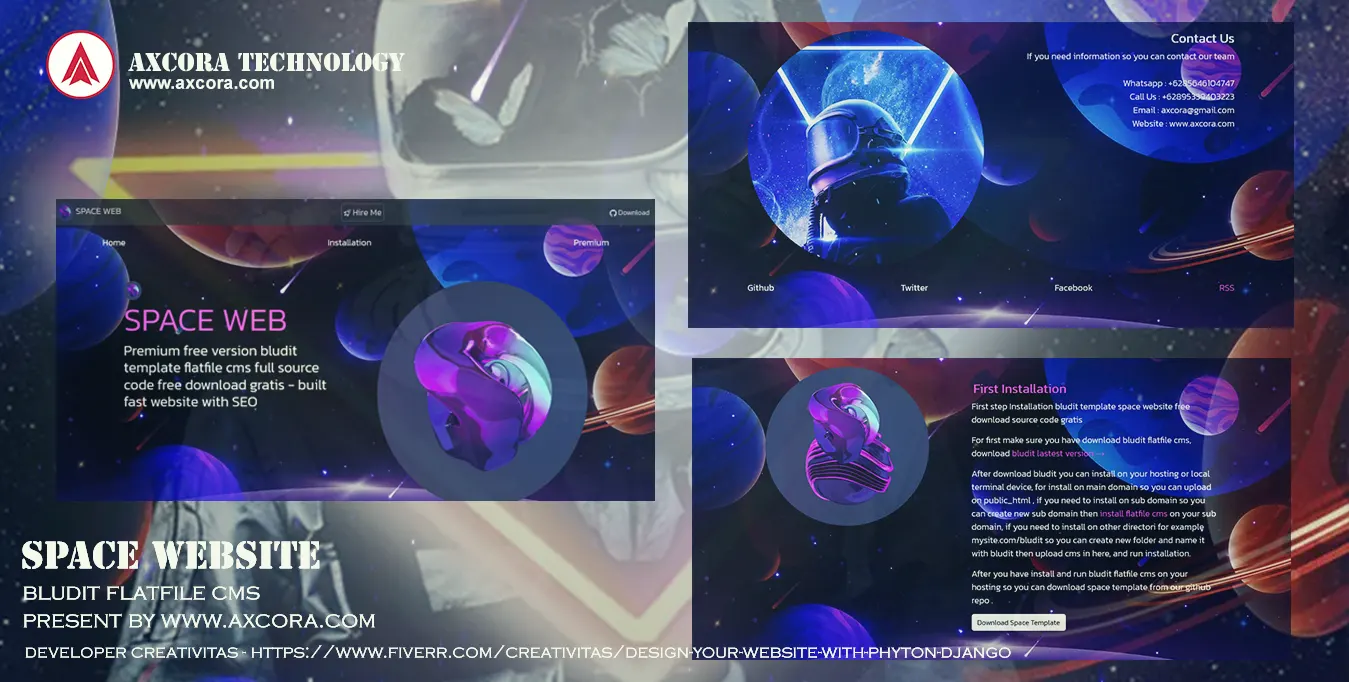 AXCORA TECHNOLOGY
www.axcora.com
SPACE WEB
Hire Me
Download
Home
Installation
Premium
SPACE WEB
Premium free version bludit
template flatfile cms full source
code free download gratis - built
fast website with SEO
SPACE WEBSITE
BLUDIT FLATFILE CMS
PRESENT BY WWW.AXCORA.COM
DEVELOPER CREATIVITAS - HTTPS://WWW.FIVERR.COM/CREATIVITAS/DESIGN-YOUR-WEBSITE-WITH-PHYTON-DJANGO
Contact Us
If you need information so you can contact our team
Whatsapp : +6285646104747
Call Us :
Email : axcora@gmail.com
Website : www.axcora.com
Github
Twitter
Facebook
RSS
First Installation
First step Installation bludit template space website free
download source code gratis
For first make sure you have download bludit flatfile cms,
download bludit lastest version →
After download bludit you can install on your hosting or local
terminal device, for install on main domain so you can upload
on public_html , if you need to install on sub domain so you
can create new sub domain then install flatfile cms on your sub
domain, if you need to install on other directori for example
mysite.com/bludit so you can create new folder and name it
with bludit then upload cms in here, and run installation.
After you have install and run bludit flatfile cms on your
hosting so you can download space template from our github
repo .
Download Space Template